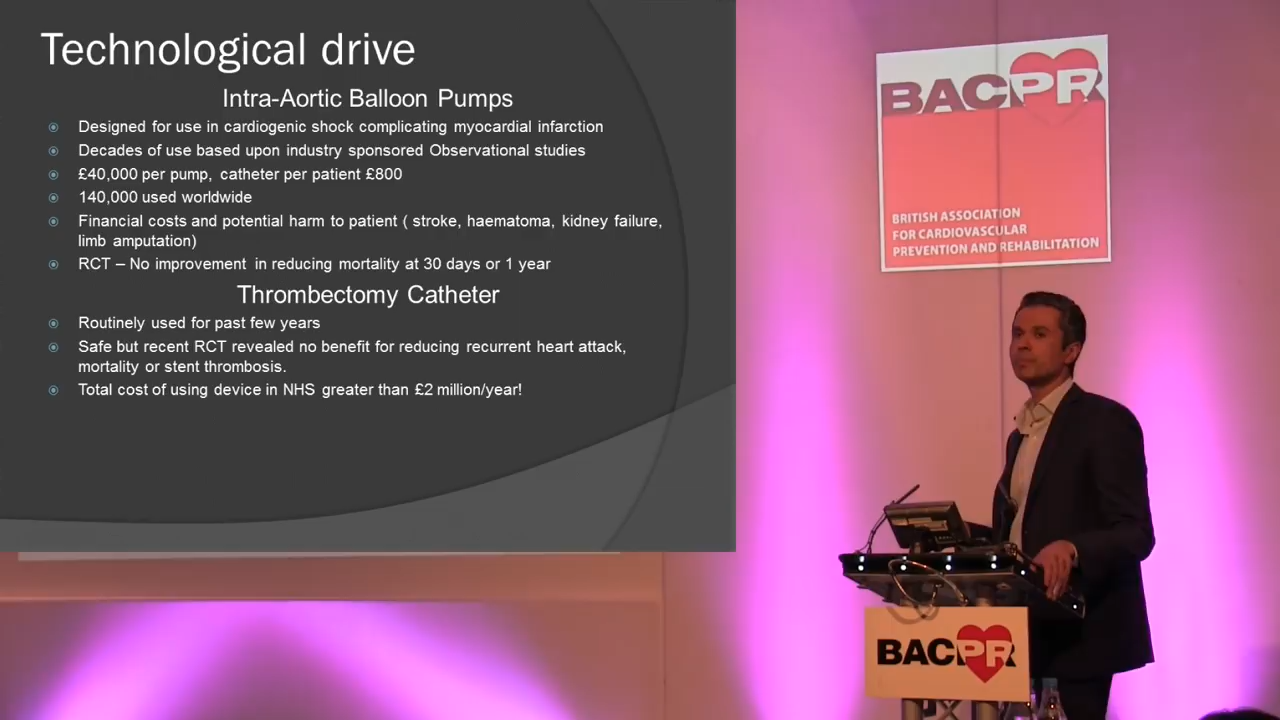 Technological drive
Intra-Aortic Balloon Pumps
Designed for use in cardiogenic shock complicating myocardial infarction
Decades of use based upon industry sponsored Observational studies
£40,000 per pump, catheter per patient £800
140,000 used worldwide
Financial costs and potential harm to patient ( stroke, haematoma, kidney failure,
limb amputation)
RCT – No improvement in reducing mortality at 30 days or 1 year
Thrombectomy Catheter
Routinely used for past few years
Safe but recent RCT revealed no benefit for reducing recurrent heart attack,
mortality or stent thrombosis.
Total cost of using device in NHS greater than £2 million/year!
BACPR
BRITISH ASSOCIATION
FOR CARDIOVASCULAR
PREVENTION AND REHABILITATION
BACPR